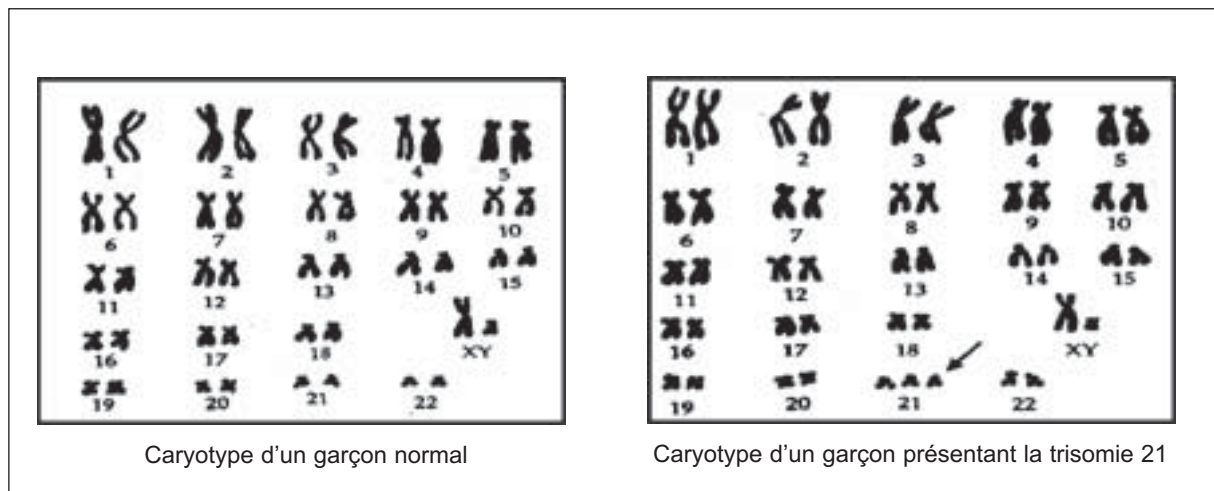 1 2 3 4 5
6 7 8 9 10
11 12 13 14 15
16 17 18 XY
19 20 21 22
Caryotype d'un garçon normal
1 2 3 4 5
6 7 8 9 10
11 12 13 14 15
16 17 18 XY
19 20 21 22
Caryotype d'un garçon présentant la trisomie 21